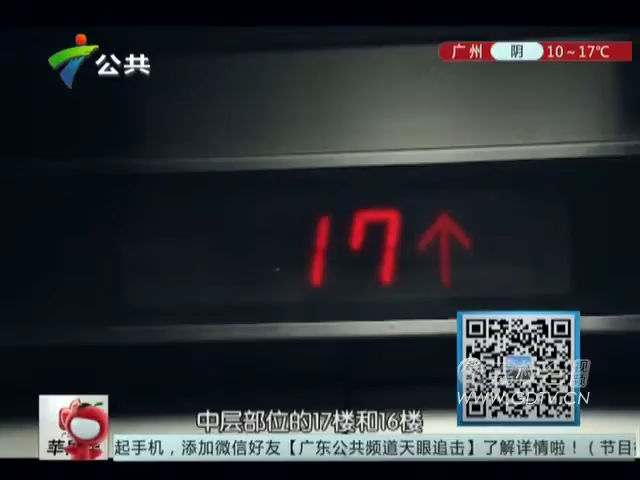 公共
广州 阴 10～17℃
17↑
视频
WWW.GDTV.CN
中层部位的17楼和16楼
起手机，添加微信好友【广东公共频道天眼追击】了解详情啦！（节目